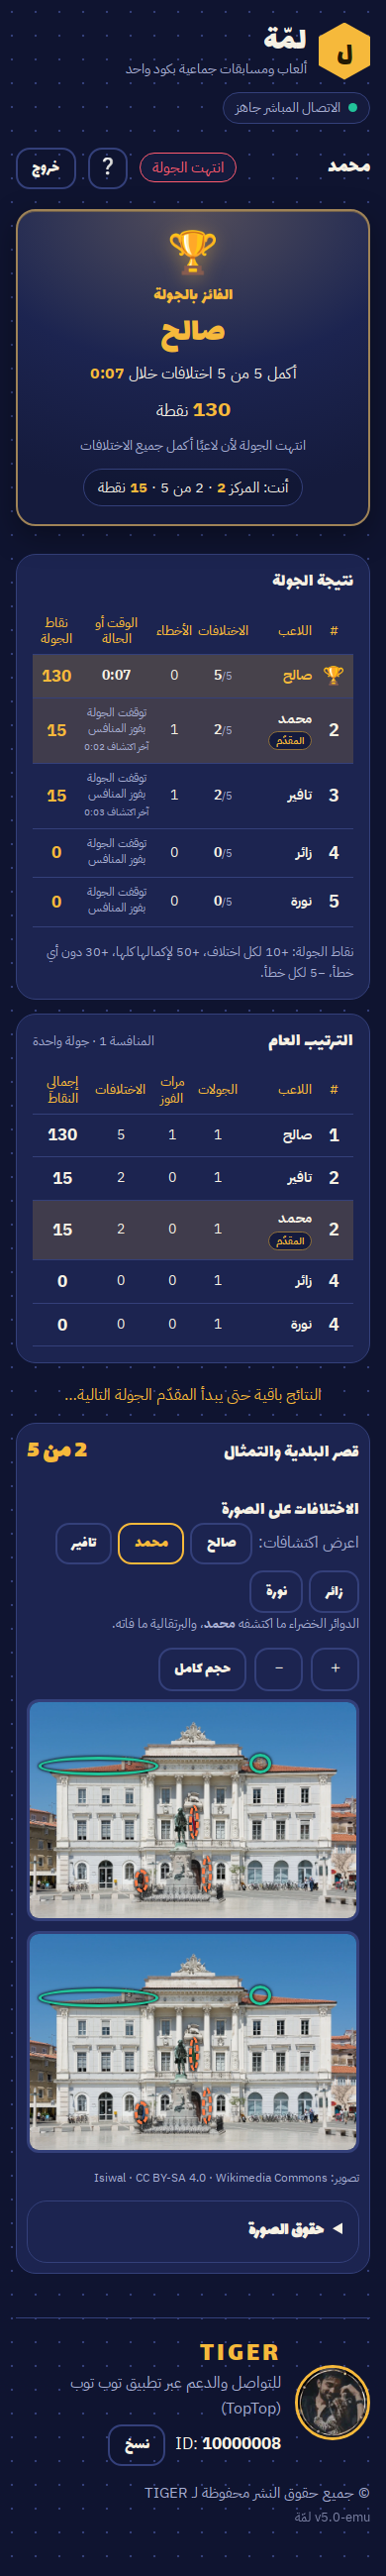 ل
لمّة
ألعاب ومسابقات جماعية بكود واحد
الاتصال المباشر جاهز
محمد
انتهت الجولة
?
خروج
الفائز بالجولة
صالح
أكمل 5 من 5 اختلافات خلال 0:07
130 نقطة
انتهت الجولة لأن لاعبًا أكمل جميع الاختلافات
أنت: المركز 2 · 2 من 5 · 15 نقطة
نتيجة الجولة
# اللاعب الاختلافات الأخطاء الوقت أو الحالة نقاط الجولة
صالح 5/5 0 0:07 130
2 محمد المقدّم 2/5 1 توقفت الجولة بفوز المنافس آخر اكتشاف 0:02 15
3 تافير 2/5 1 توقفت الجولة بفوز المنافس آخر اكتشاف 0:03 15
4 زائر 0/5 0 توقفت الجولة بفوز المنافس 0
5 نورة 0/5 0 توقفت الجولة بفوز المنافس 0
نقاط الجولة: +10 لكل اختلاف، +50 لإكمالها كلها، +30 دون أي
خطأ، −5 لكل خطأ.
الترتيب العام
المنافسة 1 · جولة واحدة
# اللاعب الجولات مرات الفوز الاختلافات إجمالي النقاط
1 صالح 1 1 5 130
2 تافير 1 0 2 15
2 محمد المقدّم 1 0 2 15
4 زائر 1 0 0 0
4 نورة 1 0 0 0
النتائج باقية حتى يبدأ المقدّم الجولة التالية...
قصر البلدية والتمثال
2 من 5
الاختلافات على الصورة
اعرض اكتشافات: صالح محمد تافير
زائر نورة
الدوائر الخضراء ما اكتشفه محمد، والبرتقالية ما فاته.
+ − حجم كامل
تصوير: Isiwal · CC BY-SA 4.0 · Wikimedia Commons
◀ حقوق الصورة
TIGER
للتواصل والدعم عبر تطبيق توب توب
(TopTop)
ID: 10000008 نسخ
© جميع حقوق النشر محفوظة لـ TIGER
لمّة v5.0-emu